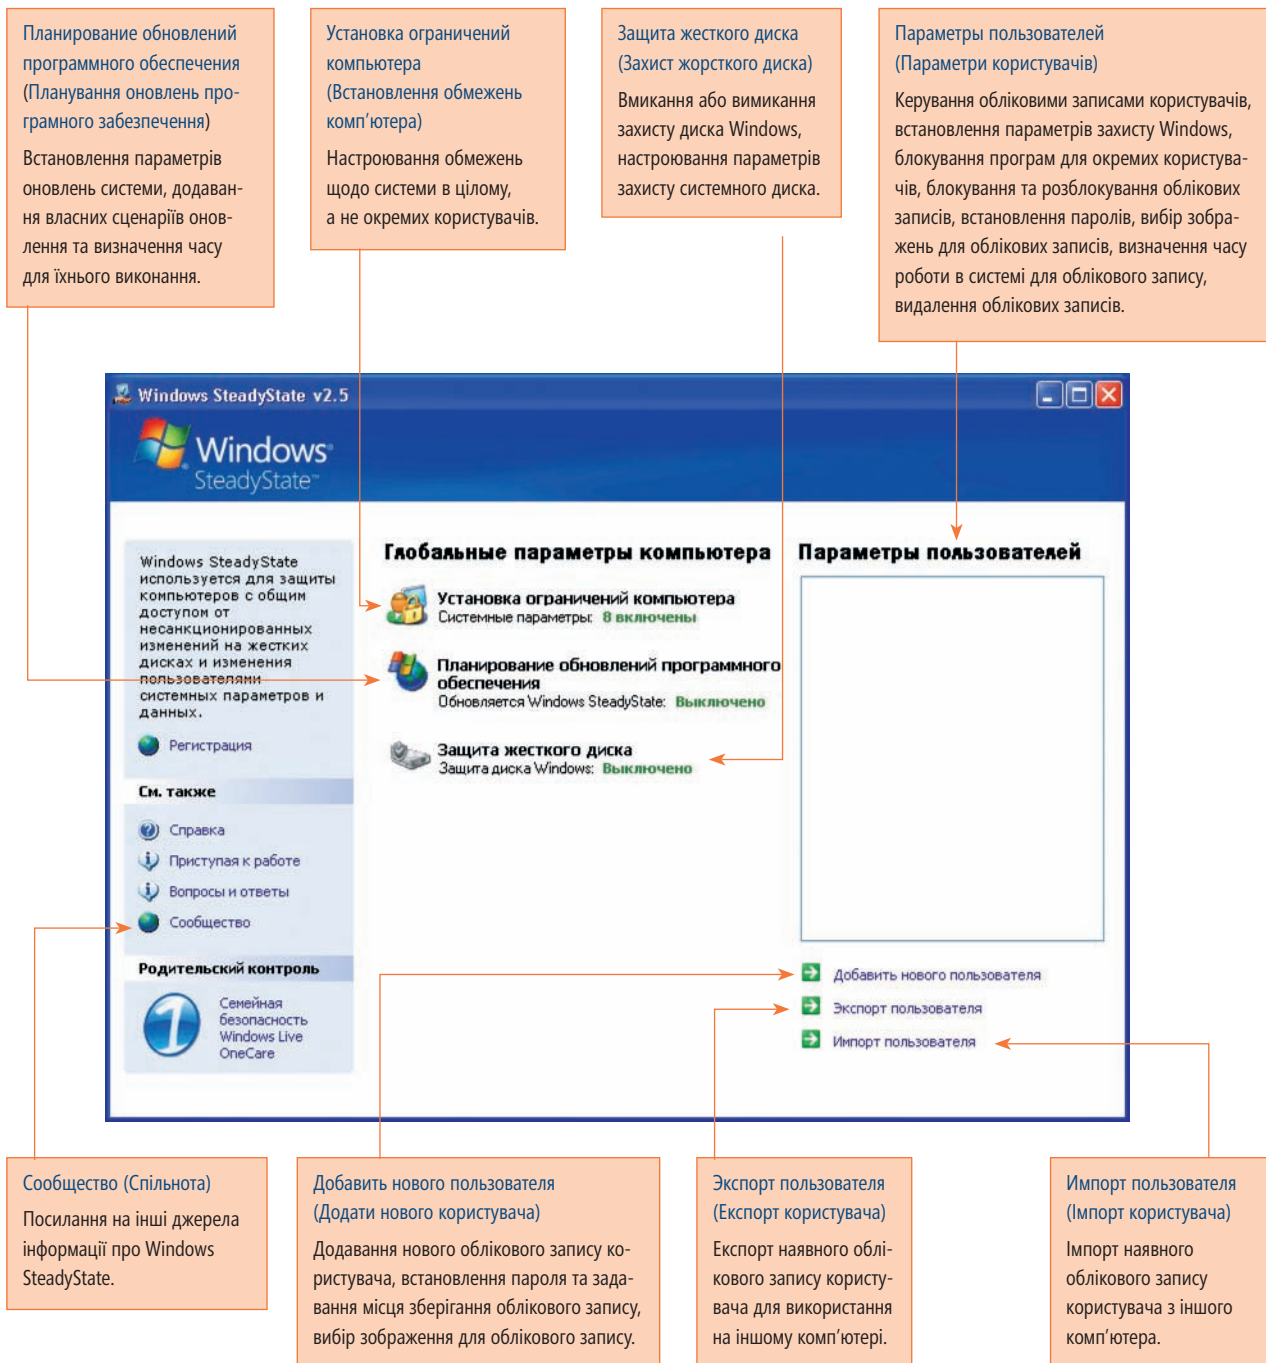 Планирование обновлений
программного обеспечения
(Планування оновлень про-
грамного забезпечення)
Встановлення параметрів
оновлень системи, додаван-
ня власних сценаріїв онов-
лення та визначення часу
для їхнього виконання.
Установка ограничений
компьютера
(Встановлення обмежень
комп’ютера)
Настроювання обмежень
щодо системи в цілому,
а не окремих користувачів.
Защита жесткого диска
(Захист жорсткого диска)
Вмикання або вимикання
захисту диска Windows,
настроювання параметрів
захисту системного диска.
Параметры пользователей
(Параметри користувачів)
Керування обліковими записами користувачів,
встановлення параметрів захисту Windows,
блокування програм для окремих користува-
чів, блокування та розблокування облікових
записів, встановлення паролів, вибір зобра-
жень для облікових записів, визначення часу
роботи в системі для облікового запису,
видалення облікових записів.
Windows SteadyState v2.5
Windows®
SteadyState™
Windows SteadyState
используется для защиты
компьютеров с общим
доступом от
несанкционированных
изменений на жестких
дисках и изменения
пользователями
системных параметров и
данных.
Регистрация
См. также
Справка
Приступая к работе
Вопросы и ответы
Сообщество
Родительский контроль
1
Семейная
безопасность
Windows Live
OneCare
Глобальные параметры компьютера
Установка ограничений компьютера
Системные параметры: 8 включены
Планирование обновлений программного
обеспечения
Обновляется Windows SteadyState: Выключено
Защита жесткого диска
Защита диска Windows: Выключено
Параметры пользователей
Добавить нового пользователя
Экспорт пользователя
Импорт пользователя
Сообщество (Спільнота)
Посилання на інші джерела
інформації про Windows
SteadyState.
Добавить нового пользователя
(Додати нового користувача)
Додавання нового облікового запису ко-
ристувача, встановлення пароля та зада-
вання місця зберігання облікового запису,
вибір зображення для облікового запису.
Экспорт пользователя
(Експорт користувача)
Експорт наявного облі-
кового запису користу-
вача для використання
на іншому комп’ютері.
Импорт пользователя
(Імпорт користувача)
Імпорт наявного
облікового запису
користувача з іншого
комп’ютера.